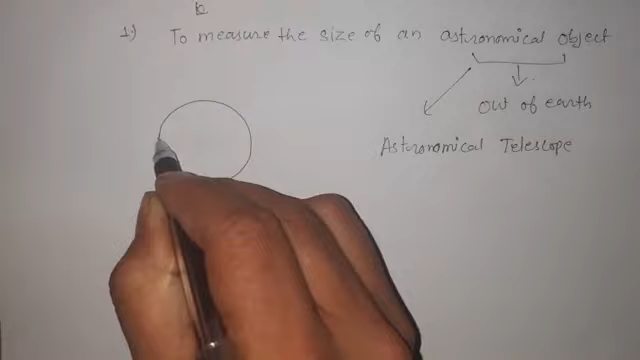 1) To measure the size of an astronomical object
out of earth
Astronomical Telescope